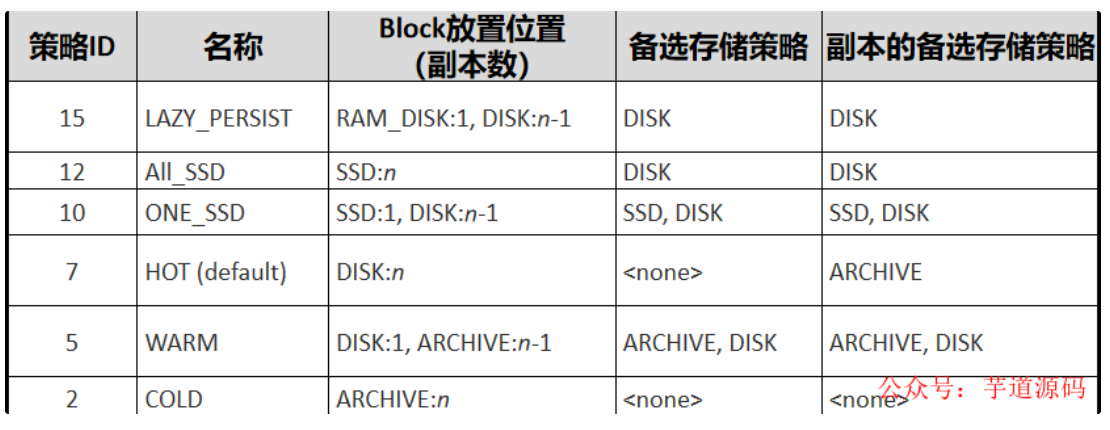 策略ID 名称 Block放置位置 (副本数) 备选存储策略 副本的备选存储策略
15 LAZY_PERSIST RAM_DISK:1, DISK:n-1 DISK DISK
12 All_SSD SSD:n DISK DISK
10 ONE_SSD SSD:1, DISK:n-1 SSD, DISK SSD, DISK
7 HOT (default) DISK:n <none> ARCHIVE
5 WARM DISK:1, ARCHIVE:n-1 ARCHIVE, DISK ARCHIVE, DISK
2 COLD ARCHIVE:n <none> <none>
公众号：芋道源码